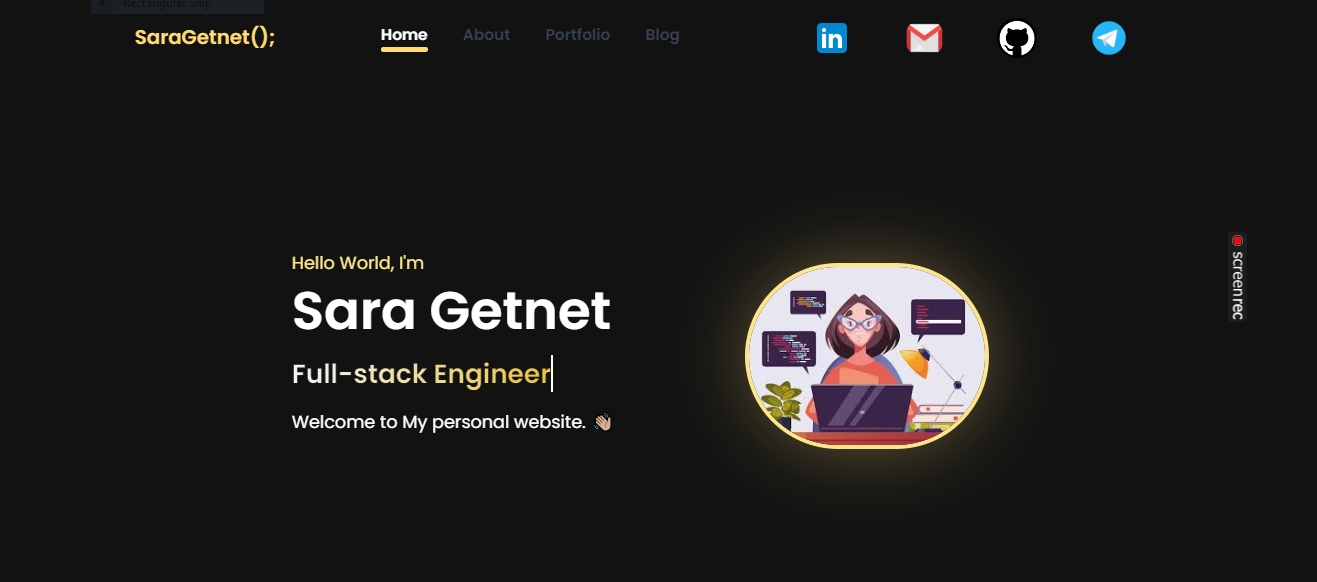 Rectangular Snip
SaraGetnet();
Home About Portfolio Blog
in
Hello World, I'm
Sara Getnet
Full-stack Engineer
Welcome to My personal website. 👋🏼
screenrec